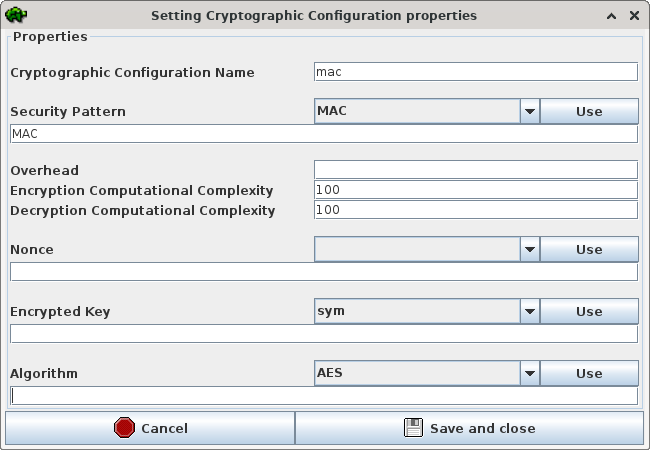 Setting Cryptographic Configuration properties
Properties
Cryptographic Configuration Name mac
Security Pattern MAC Use
MAC
Overhead
Encryption Computational Complexity 100
Decryption Computational Complexity 100
Nonce Use
Encrypted Key sym Use
Algorithm AES Use
Cancel Save and close